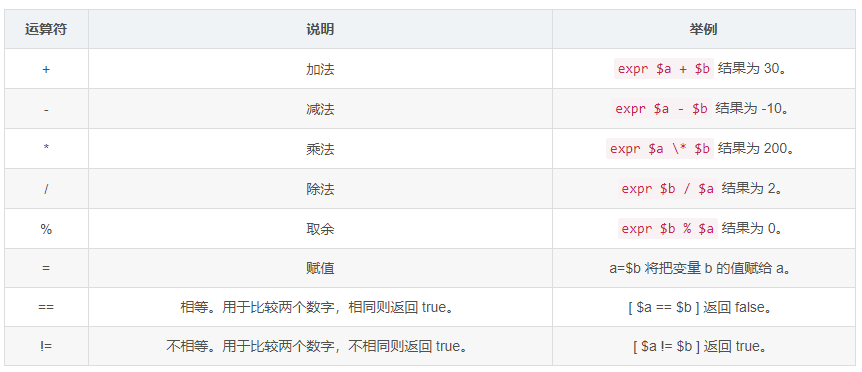 运算符 说明 举例
+ 加法 expr $a + $b 结果为 30。
- 减法 expr $a - $b 结果为 -10。
* 乘法 expr $a \* $b 结果为 200。
/ 除法 expr $b / $a 结果为 2。
% 取余 expr $b % $a 结果为 0。
= 赋值 a=$b 将把变量 b 的值赋给 a。
== 相等。用于比较两个数字，相同则返回 true。 [ $a == $b ] 返回 false。
!= 不相等。用于比较两个数字，不相同则返回 true。 [ $a != $b ] 返回 true。